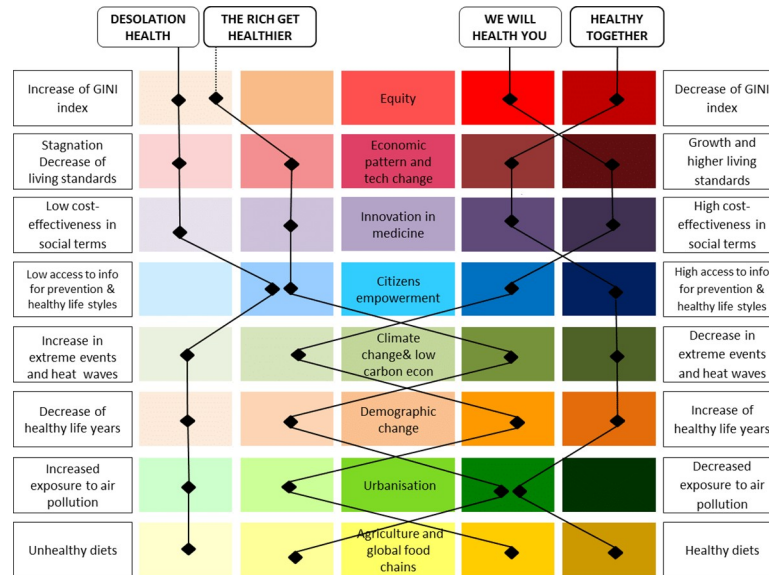 DESOLATION
HEALTH
THE RICH GET
HEALTHIER
WE WILL
HEALTH YOU
HEALTHY
TOGETHER
Increase of GINI
index
Equity
Decrease of GINI
index
Stagnation
Decrease of
living standards
Economic
pattern and
tech change
Growth and
higher living
standards
Low cost-
effectiveness in
social terms
Innovation in
medicine
High cost-
effectiveness in
social terms
Low access to info
for prevention &
healthy life styles
Citizens
empowerment
High access to info
for prevention &
healthy life styles
Increase in
extreme events
and heat waves
Climate
change& low
carbon econ
Decrease in
extreme events
and heat waves
Decrease of
healthy life years
Demographic
change
Increase of
healthy life years
Increased
exposure to air
pollution
Urbanisation
Decreased
exposure to air
pollution
Unhealthy diets
Agriculture and
global food
chains
Healthy diets